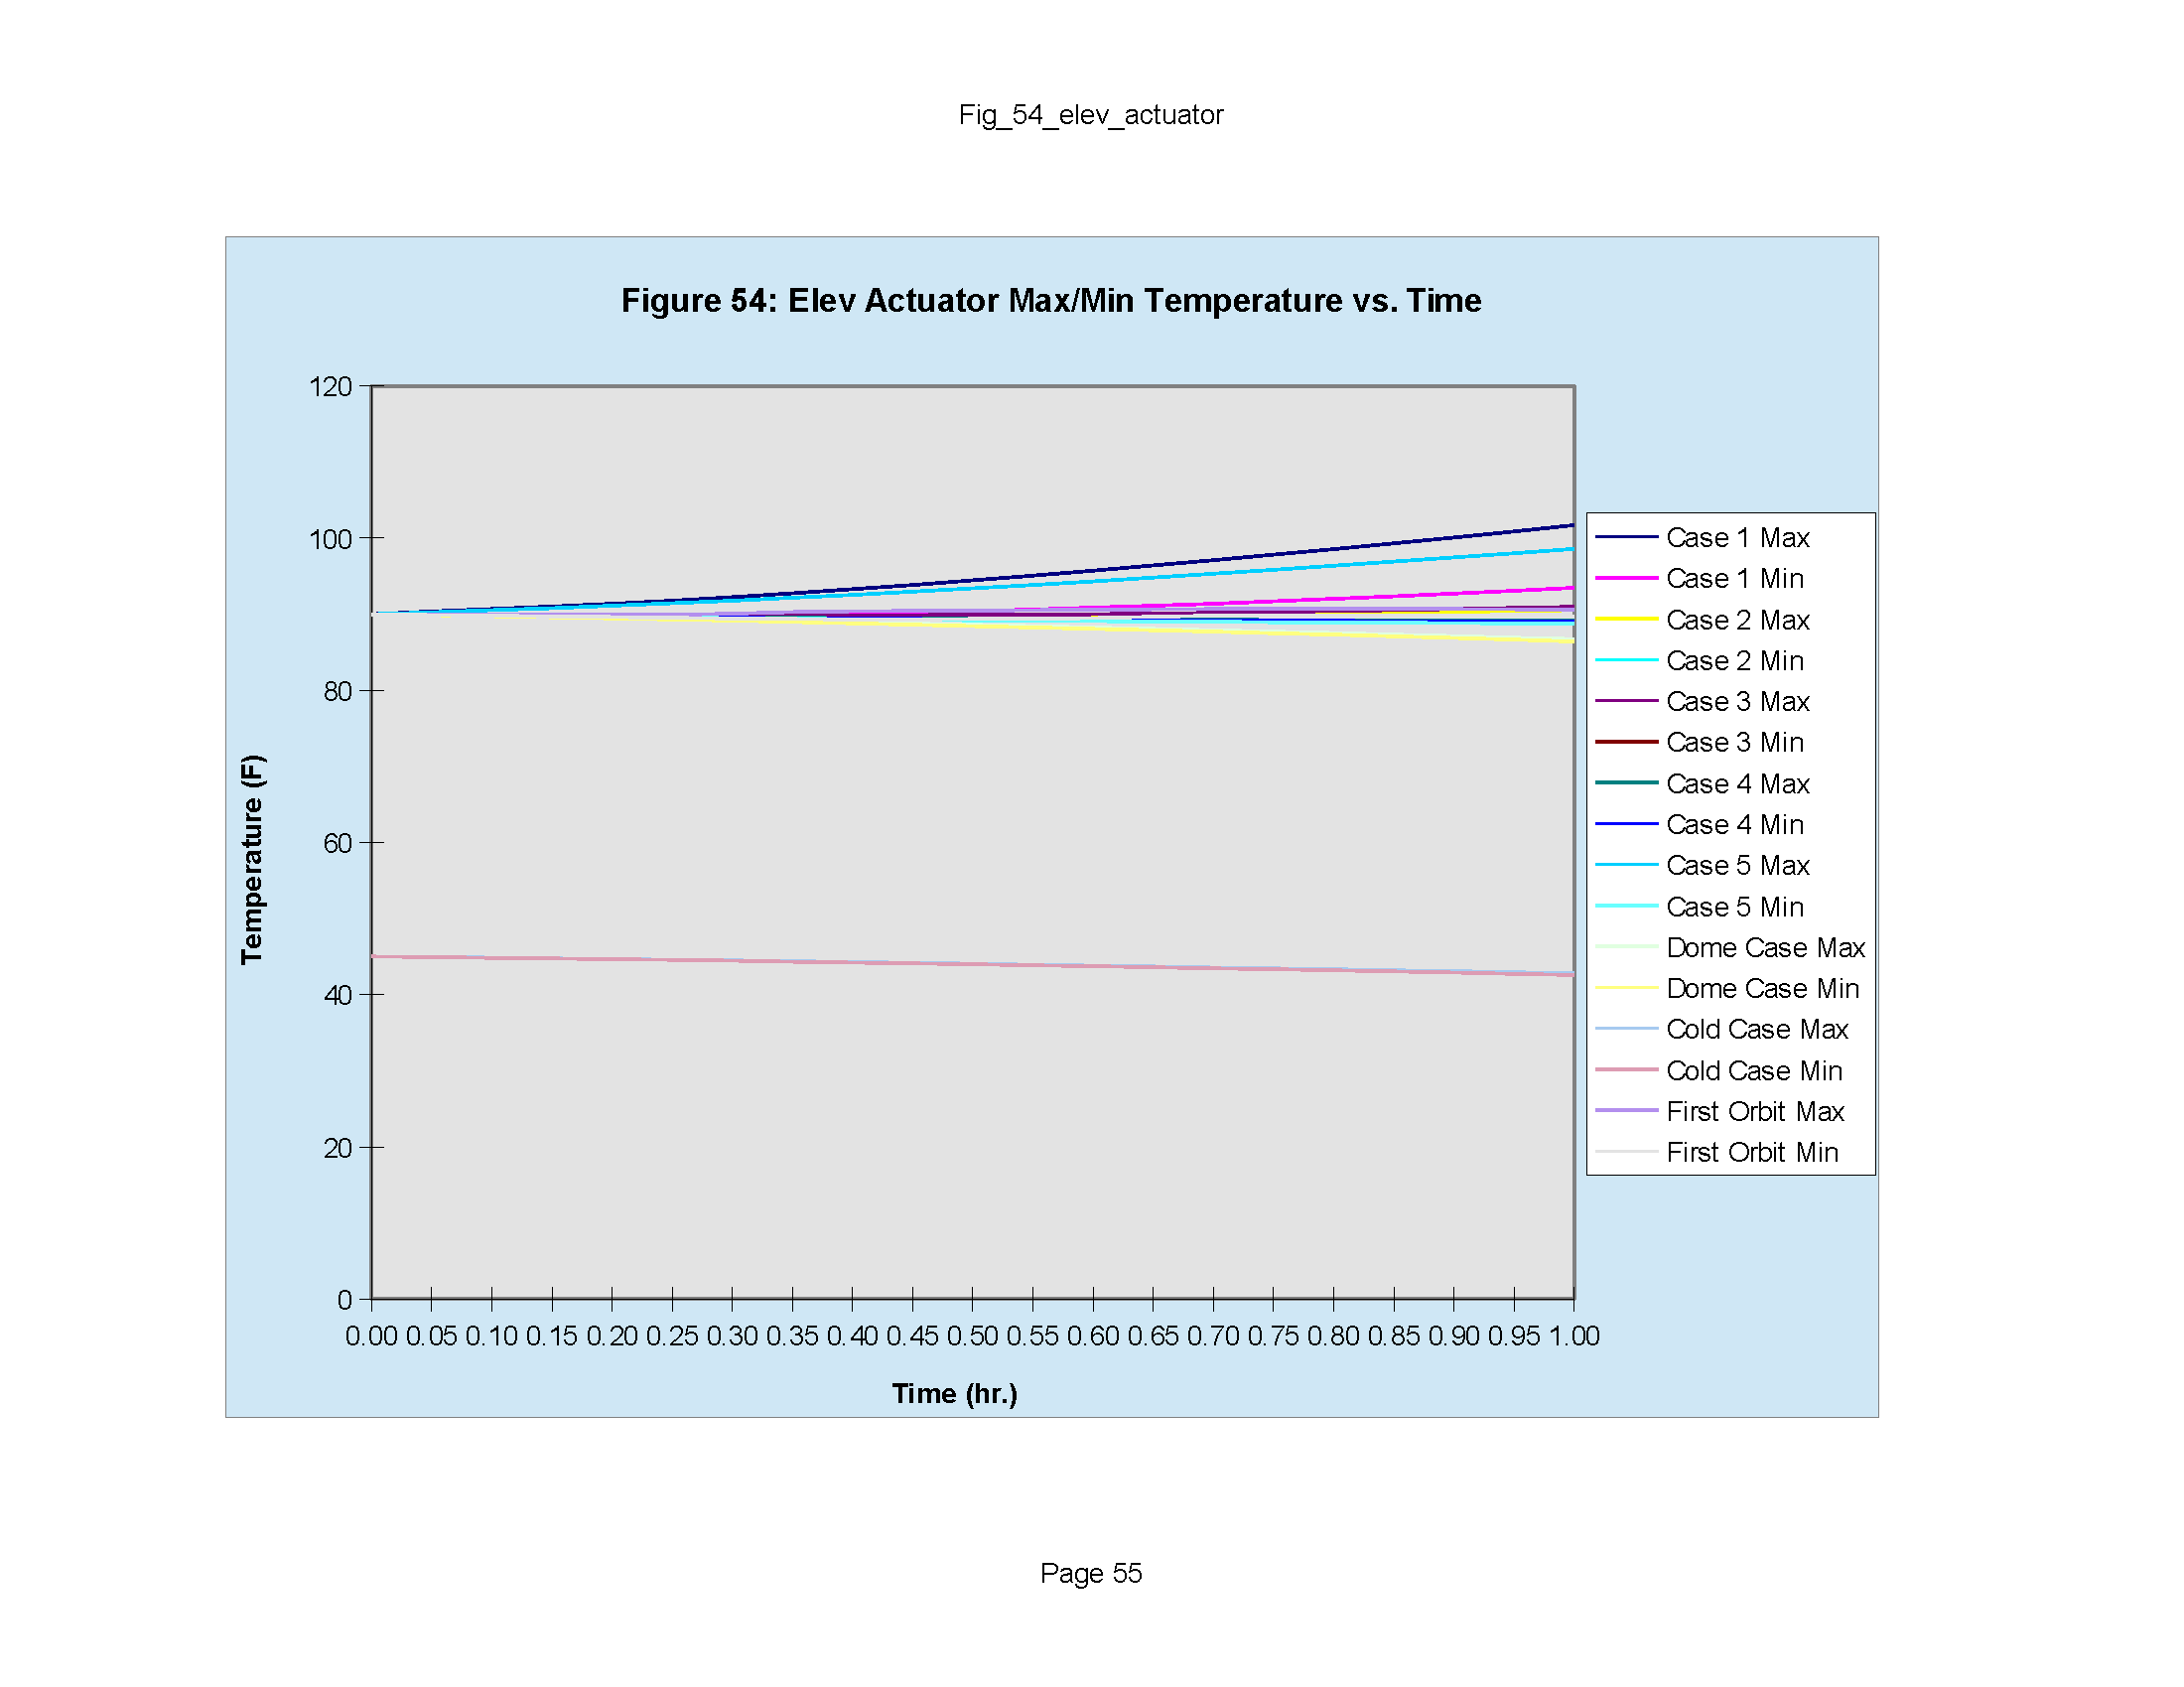 Fig_54_elev_actuator
Figure 54: Elev Actuator Max/Min Temperature vs. Time
120
100
80
60
40
20
0
Temperature (F)
0.00 0.05 0.10 0.15 0.20 0.25 0.30 0.35 0.40 0.45 0.50 0.55 0.60 0.65 0.70 0.75 0.80 0.85 0.90 0.95 1.00
Time (hr.)
Case 1 Max
Case 1 Min
Case 2 Max
Case 2 Min
Case 3 Max
Case 3 Min
Case 4 Max
Case 4 Min
Case 5 Max
Case 5 Min
Dome Case Max
Dome Case Min
Cold Case Max
Cold Case Min
First Orbit Max
First Orbit Min
Page 55